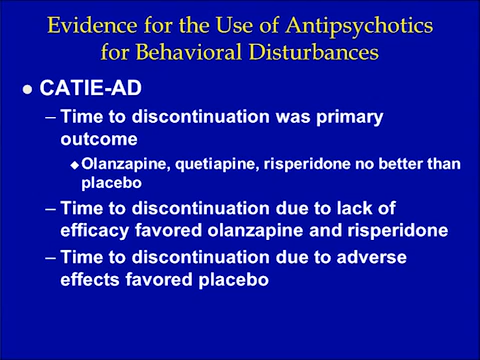 Evidence for the Use of Antipsychotics
for Behavioral Disturbances
● CATIE-AD
– Time to discontinuation was primary
outcome
◆ Olanzapine, quetiapine, risperidone no better than
placebo
– Time to discontinuation due to lack of
efficacy favored olanzapine and risperidone
– Time to discontinuation due to adverse
effects favored placebo